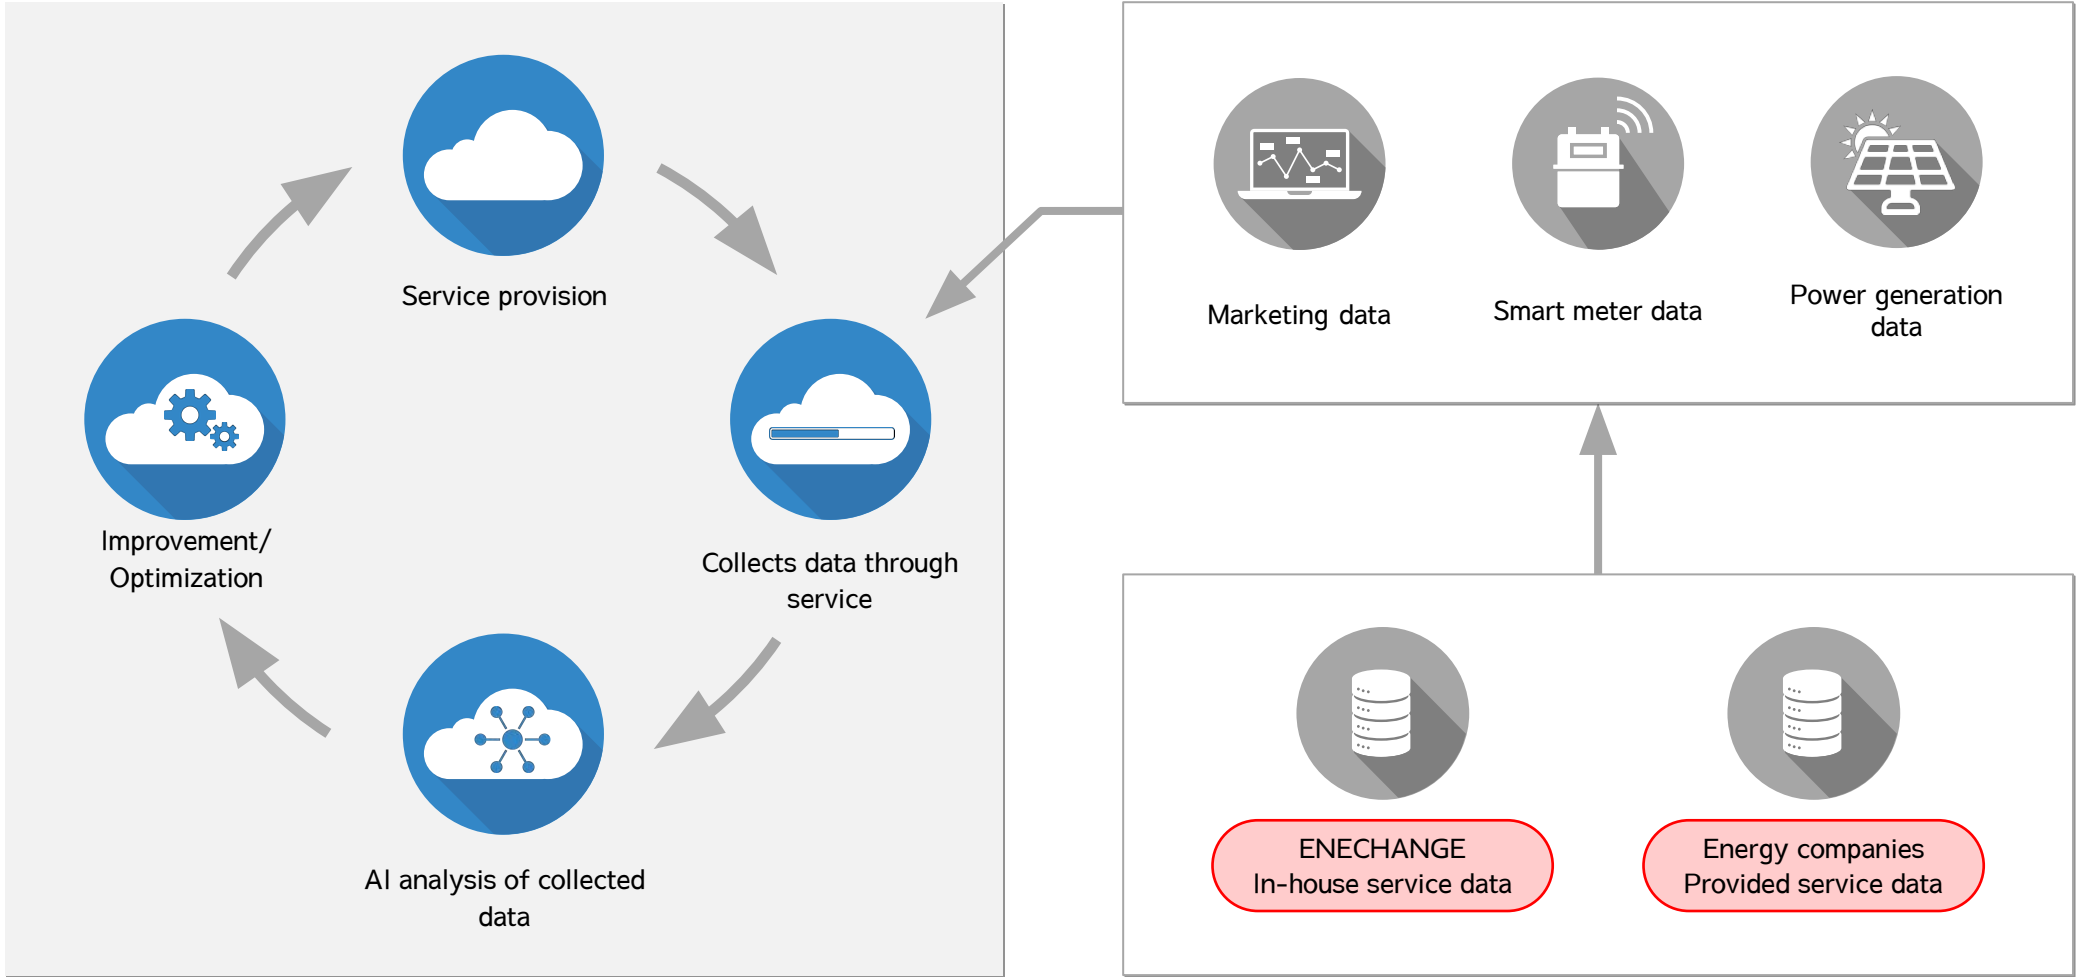 Service provision
Improvement/
Optimization
Collects data through
service
AI analysis of collected
data
Marketing data
Smart meter data
Power generation
data
ENECHANGE
In-house service data
Energy companies
Provided service data